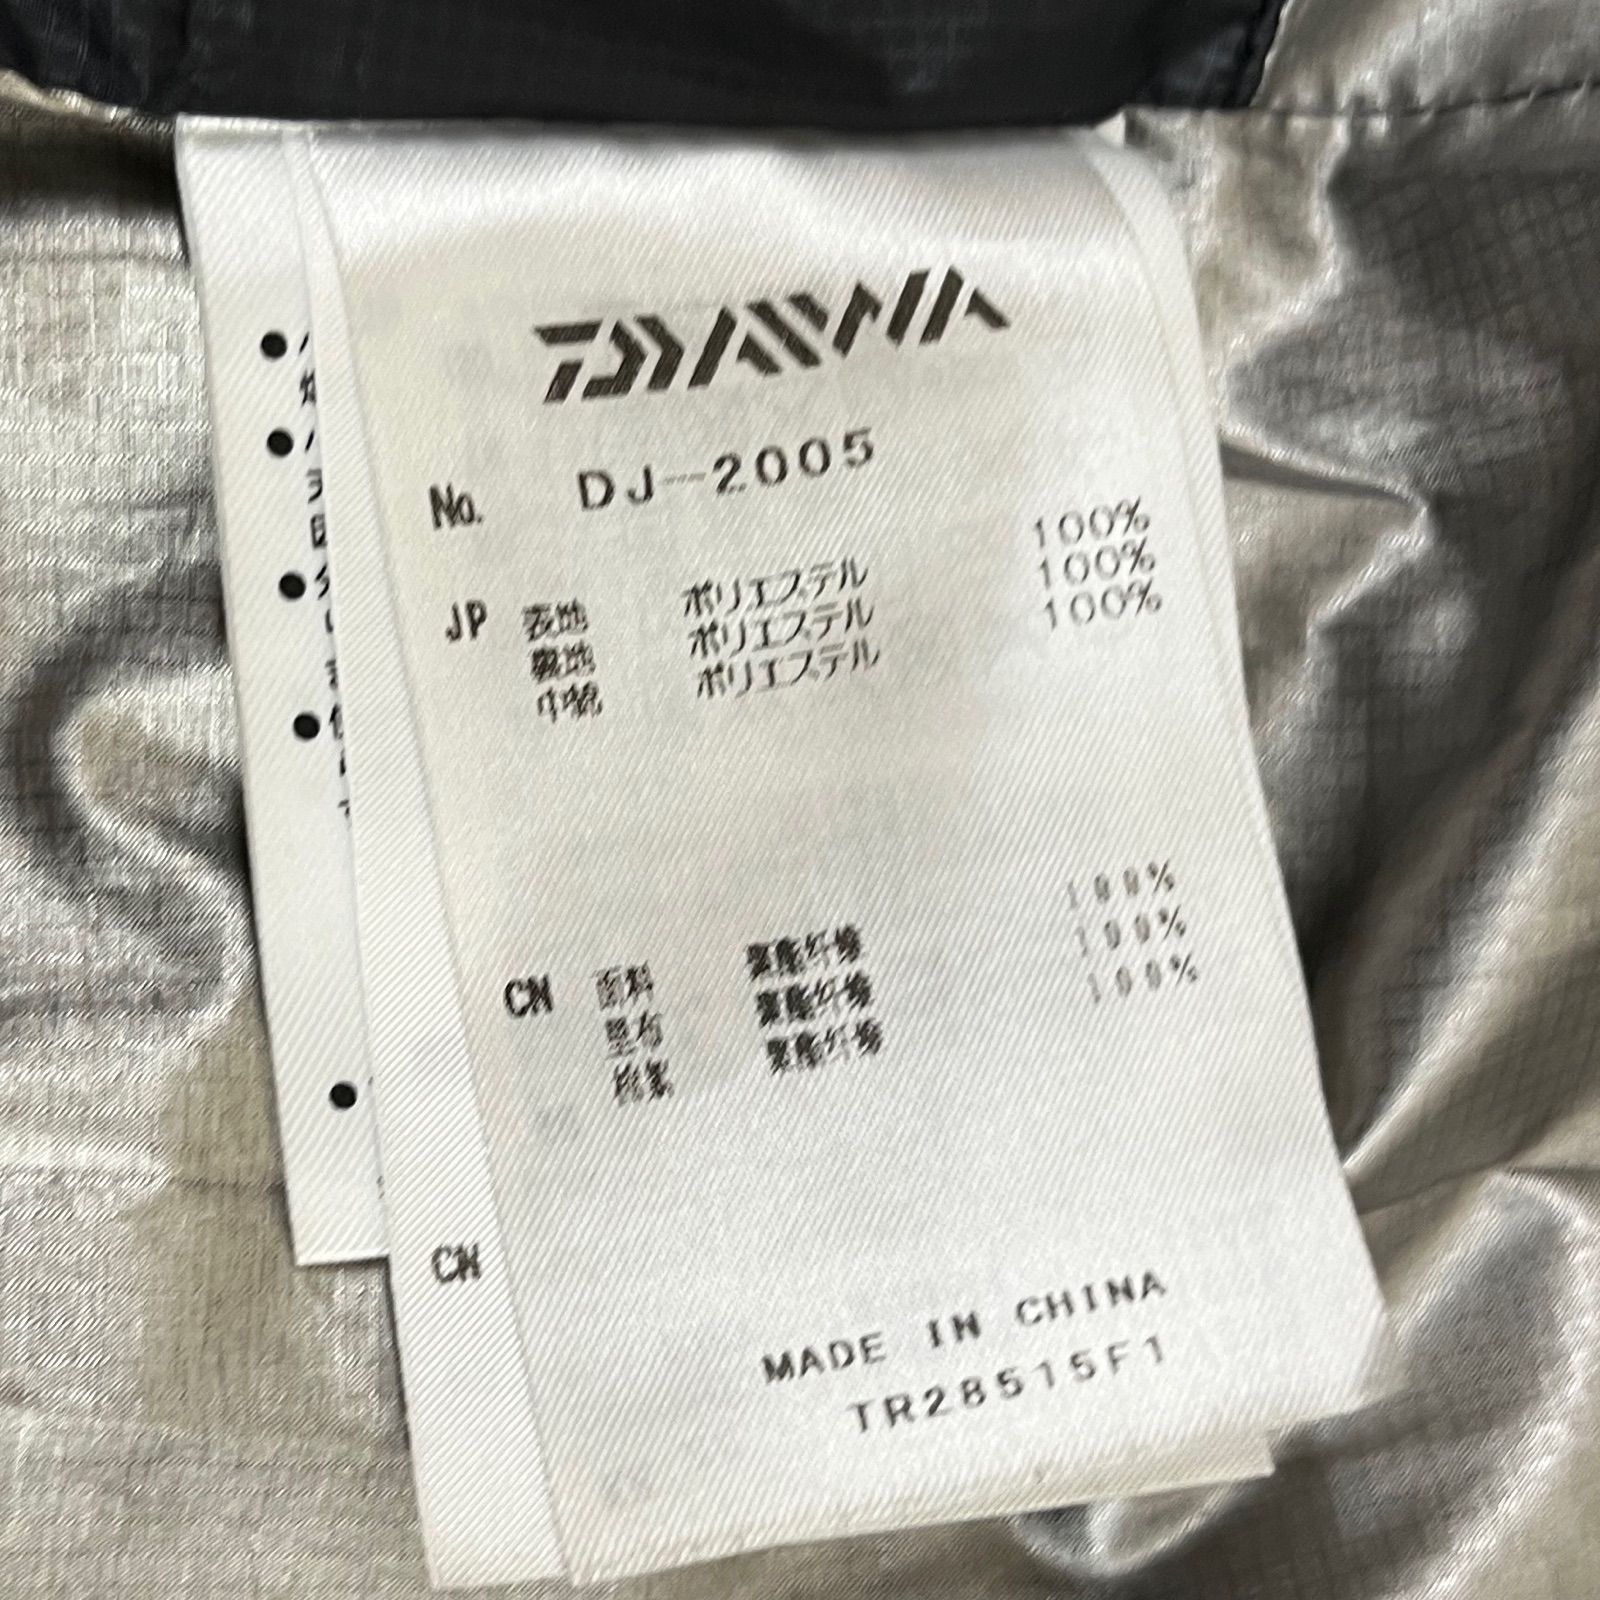 DAIWA
No. DJ-2005
JP 表地 ポリエステル 100%
裏地 ポリエステル 100%
中綿 ポリエステル 100%
CN 面料 聚酯纤维 100%
里布 聚酯纤维 100%
聚酯纤维 100%
CN
MADE IN CHINA
TR28515F1